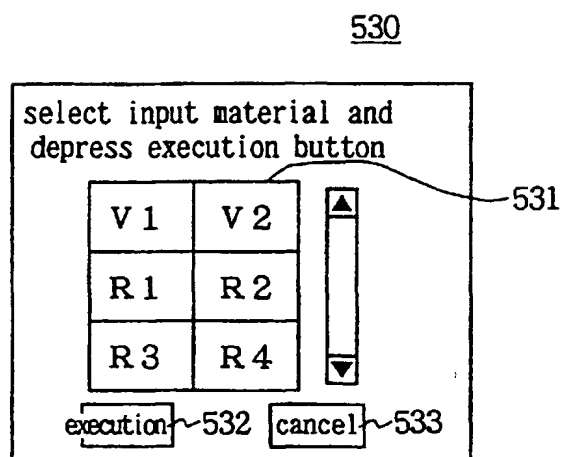 530
select input material and
depress execution button
V1 V2
531
R1 R2
R3 R4
execution 532 cancel 533